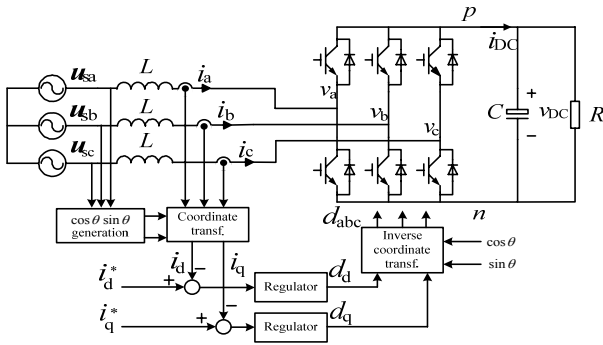 p
i_DC
u_sa L i_a
v_a
u_sb L i_b v_b C + v_DC R
−
u_sc L i_c v_c
n
d_abc
cos θ sin θ
generation
Coordinate
transf.
Inverse
coordinate
transf.
cos θ
sin θ
i_d − i_q
i_d^* + Regulator d_d
−
i_q^* + Regulator d_q